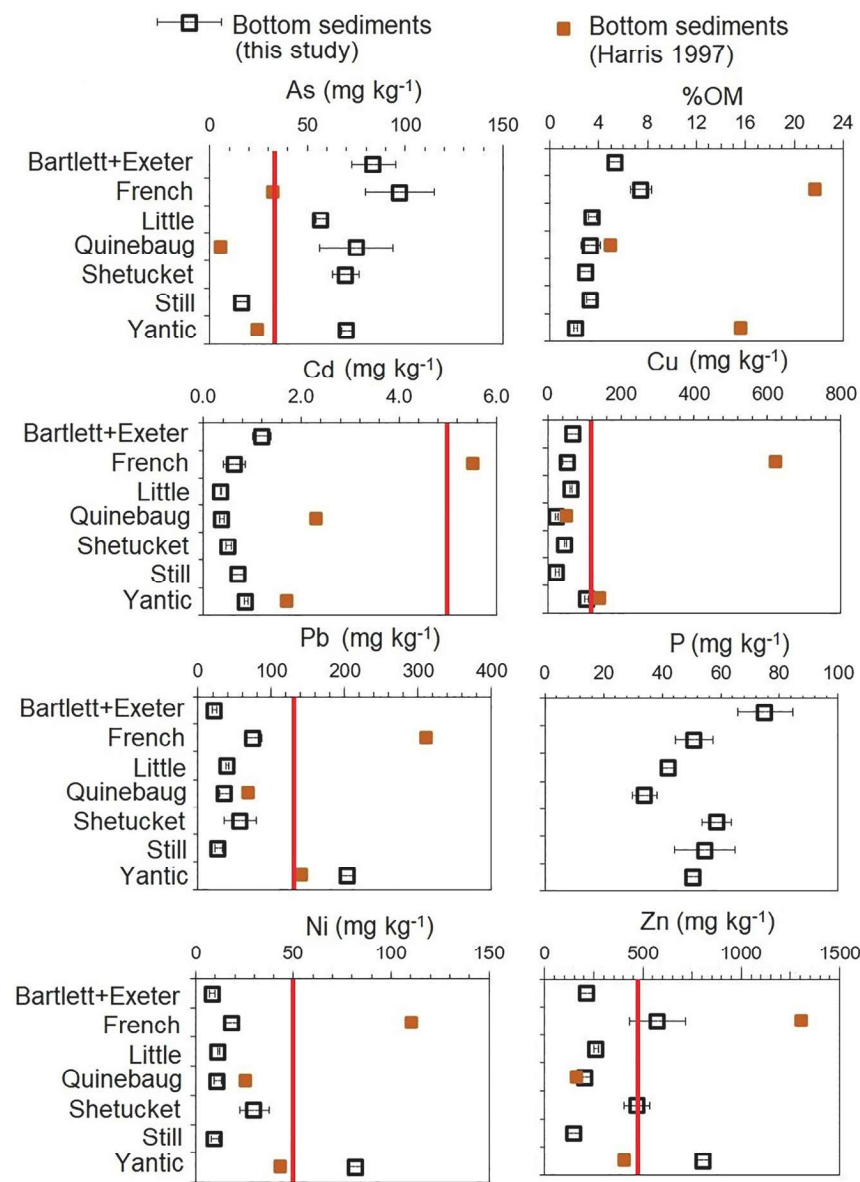 Bottom sediments
(this study)
Bottom sediments
(Harris 1997)
As (mg kg-1)
0 50 100 150
Bartlett+Exeter
French
Little
Quinebaug
Shetucket
Still
Yantic
%OM
0 4 8 12 16 20 24
Cd (mg kg-1)
0.0 2.0 4.0 6.0
Bartlett+Exeter
French
Little
Quinebaug
Shetucket
Still
Yantic
Cu (mg kg-1)
0 200 400 600 800
Pb (mg kg-1)
0 100 200 300 400
Bartlett+Exeter
French
Little
Quinebaug
Shetucket
Still
Yantic
P (mg kg-1)
0 20 40 60 80 100
Ni (mg kg-1)
0 50 100 150
Bartlett+Exeter
French
Little
Quinebaug
Shetucket
Still
Yantic
Zn (mg kg-1)
0 500 1000 1500